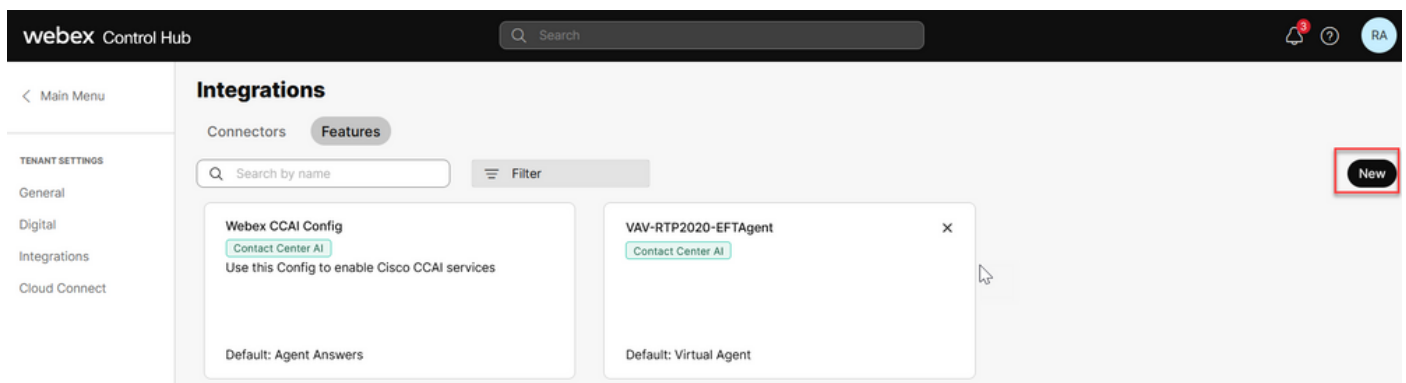 webex Control Hub
Search
3
RA
Main Menu
TENANT SETTINGS
General
Digital
Integrations
Cloud Connect
Integrations
Connectors Features
Search by name
Filter
New
Webex CCAI Config
Contact Center AI
Use this Config to enable Cisco CCAI services
Default: Agent Answers
VAV-RTP2020-EFTAgent
Contact Center AI
Default: Virtual Agent